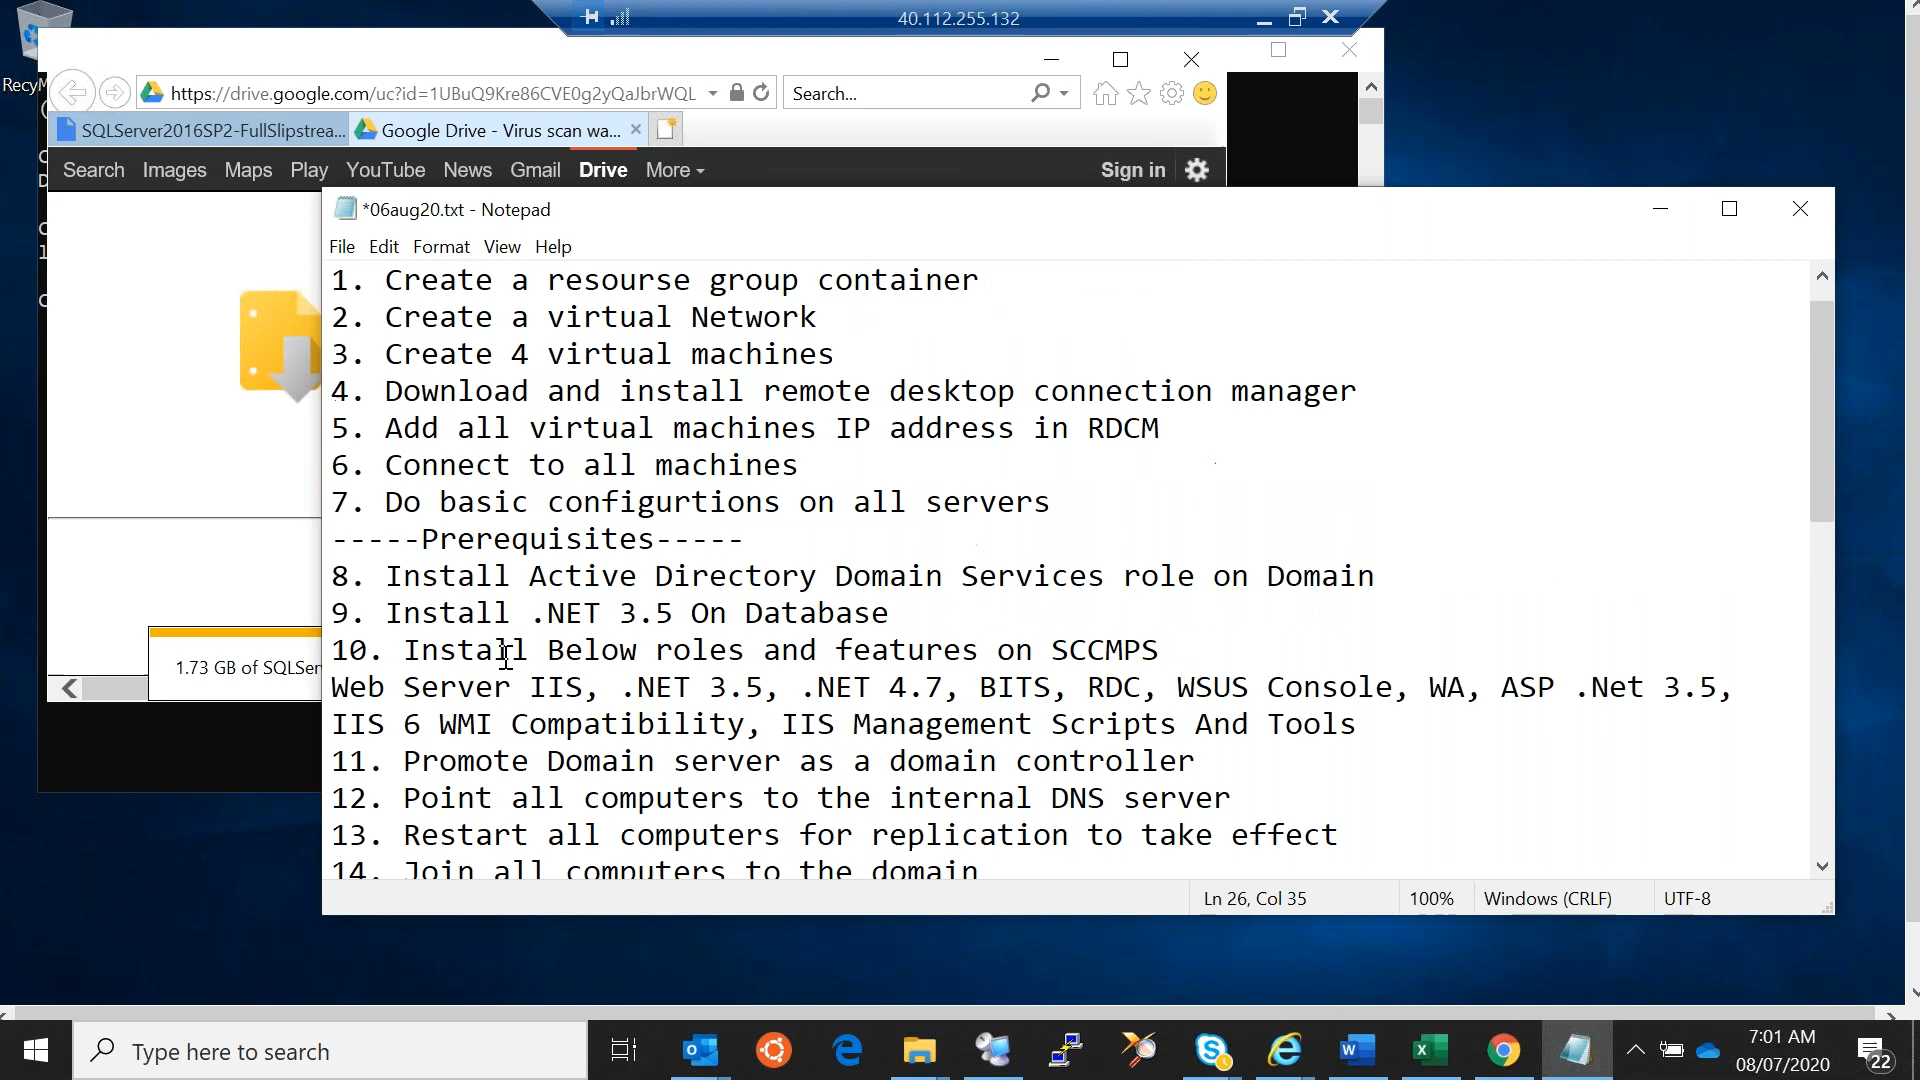 40.112.255.132
https://drive.google.com/uc?id=1UBuQ9Kre86CVE0g2yQaJbrWQL
Search...
SQLServer2016SP2-FullSlipstrea...
Google Drive - Virus scan wa...
Search Images Maps Play YouTube News Gmail Drive More
Sign in
*06aug20.txt - Notepad
File Edit Format View Help
1. Create a resourse group container
2. Create a virtual Network
3. Create 4 virtual machines
4. Download and install remote desktop connection manager
5. Add all virtual machines IP address in RDCM
6. Connect to all machines
7. Do basic configurtions on all servers
-----Prerequisites-----
8. Install Active Directory Domain Services role on Domain
9. Install .NET 3.5 On Database
10. Install Below roles and features on SCCMPS
Web Server IIS, .NET 3.5, .NET 4.7, BITS, RDC, WSUS Console, WA, ASP .Net 3.5,
IIS 6 WMI Compatibility, IIS Management Scripts And Tools
11. Promote Domain server as a domain controller
12. Point all computers to the internal DNS server
13. Restart all computers for replication to take effect
14. Join all computers to the domain
1.73 GB of SQLSer
Ln 26, Col 35
100%
Windows (CRLF)
UTF-8
Type here to search
7:01 AM
08/07/2020
22